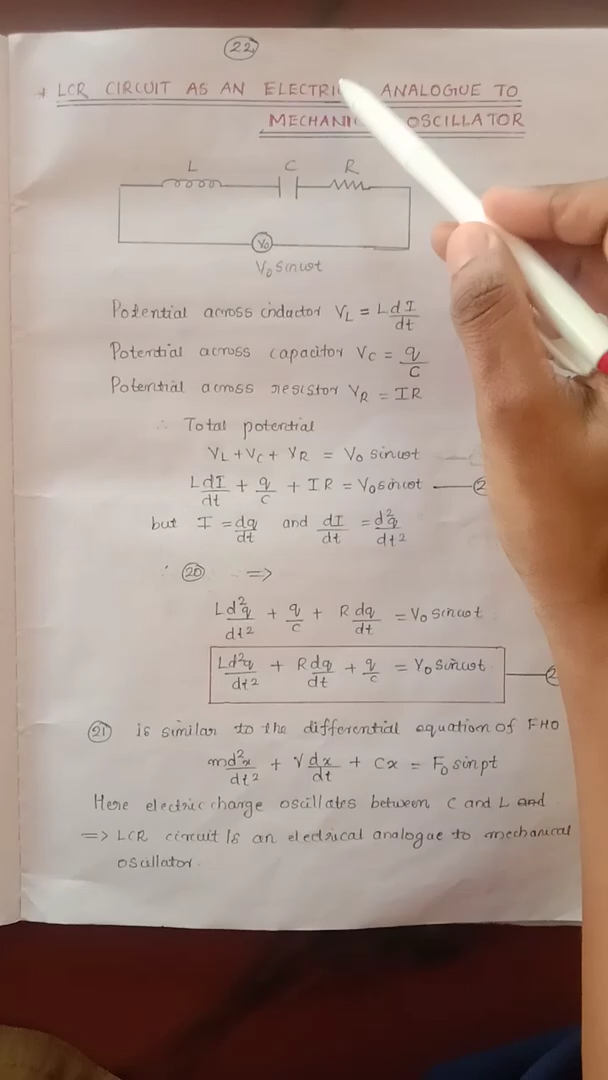 22
* LCR CIRCUIT AS AN ELECTRI ANALOGUE TO
MECHANI OSCILLATOR
L C R
V₀
V₀ sinωt
Potential across inductor V_L = L dI/dt
Potential across capacitor V_C = q/C
Potential across resistor V_R = IR
∴ Total potential
V_L + V_C + V_R = V₀ sinωt
L dI/dt + q/C + IR = V₀ sinωt — 2
but I = dq/dt and dI/dt = d²q/dt²
∴ 20 ⇒
L d²q/dt² + q/C + R dq/dt = V₀ sinωt
L d²q/dt² + R dq/dt + q/C = V₀ sinωt — 2
21 is similar to the differential equation of FHO
m d²x/dt² + r dx/dt + Cx = F₀ sin pt
Here electric charge oscillates between C and L and
=> LCR circuit is an electrical analogue to mechanical
oscillator.